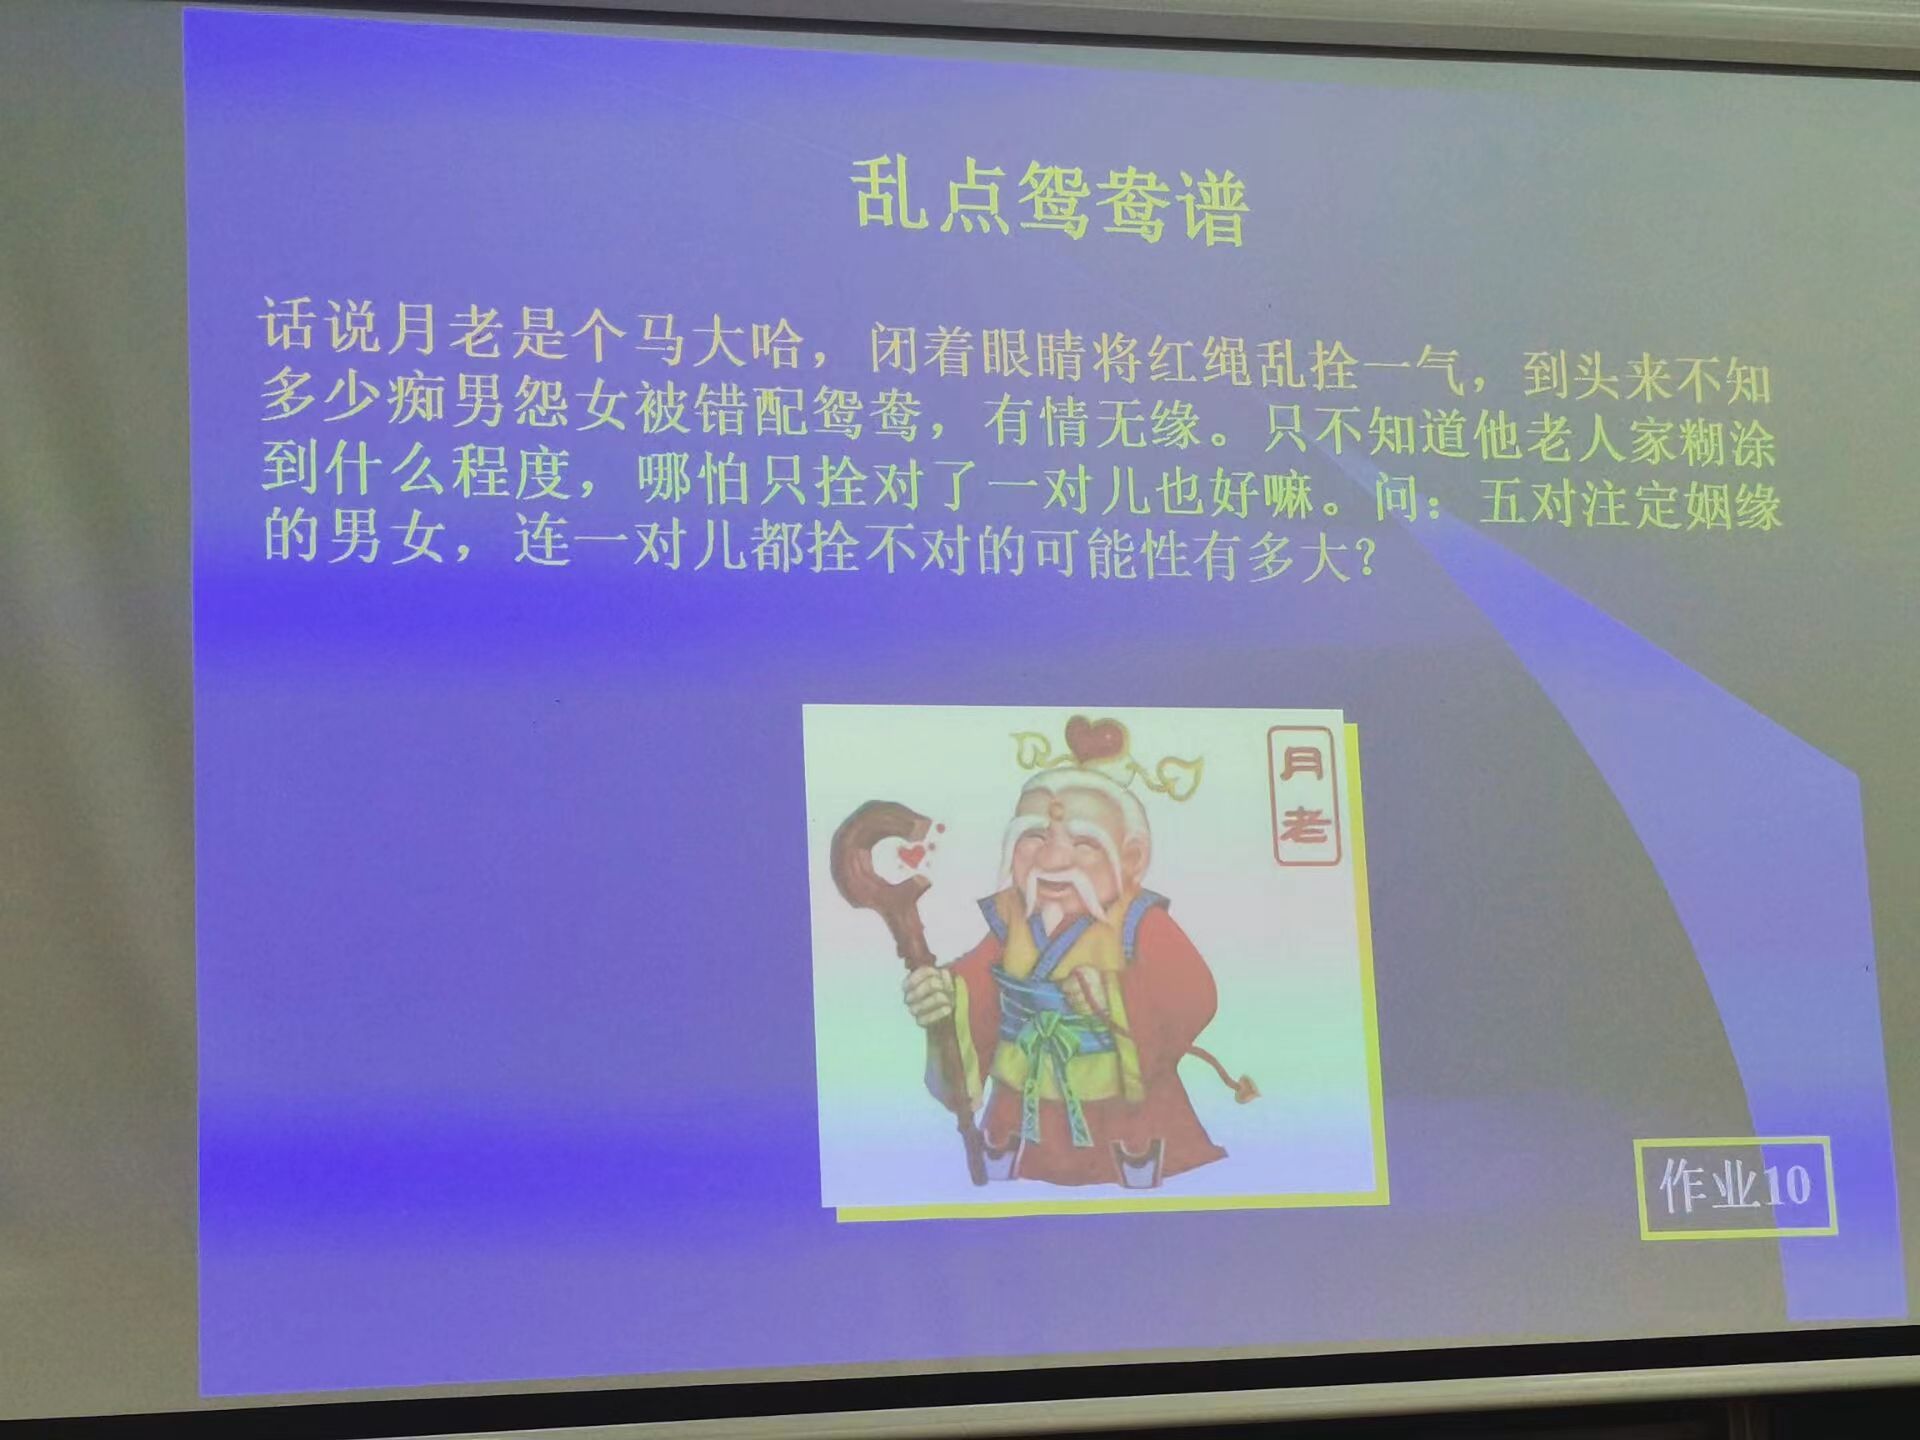 乱点鸳鸯谱
话说月老是个马大哈，闭着眼睛将红绳乱拴一气，到头来不知
多少痴男怨女被错配鸳鸯，有情无缘。只不知道他老人家糊涂
到什么程度，哪怕只拴对了一对儿也好嘛。问：五对注定姻缘
的男女，连一对儿都拴不对的可能性有多大？
月
老
作业10